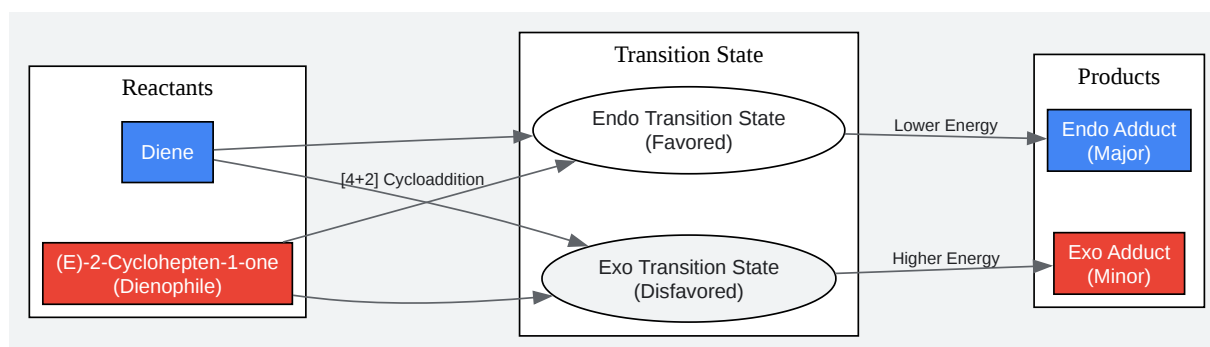 Reactants
Diene
(E)-2-Cyclohepten-1-one
(Dienophile)
[4+2] Cycloaddition
Transition State
Endo Transition State
(Favored)
Exo Transition State
(Disfavored)
Lower Energy
Higher Energy
Products
Endo Adduct
(Major)
Exo Adduct
(Minor)